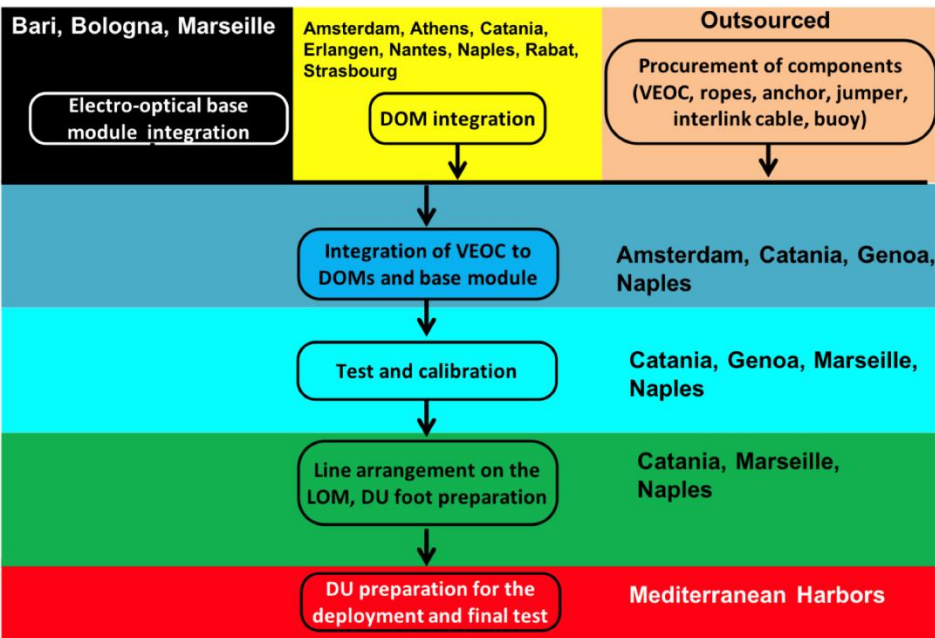 Bari, Bologna, Marseille
Electro-optical base
module integration
Amsterdam, Athens, Catania,
Erlangen, Nantes, Naples, Rabat,
Strasbourg
DOM integration
Outsourced
Procurement of components
(VEOC, ropes, anchor, jumper,
interlink cable, buoy)
Integration of VEOC to
DOMs and base module
Amsterdam, Catania, Genoa,
Naples
Test and calibration
Catania, Genoa, Marseille,
Naples
Line arrangement on the
LOM, DU foot preparation
Catania, Marseille,
Naples
DU preparation for the
deployment and final test
Mediterranean Harbors